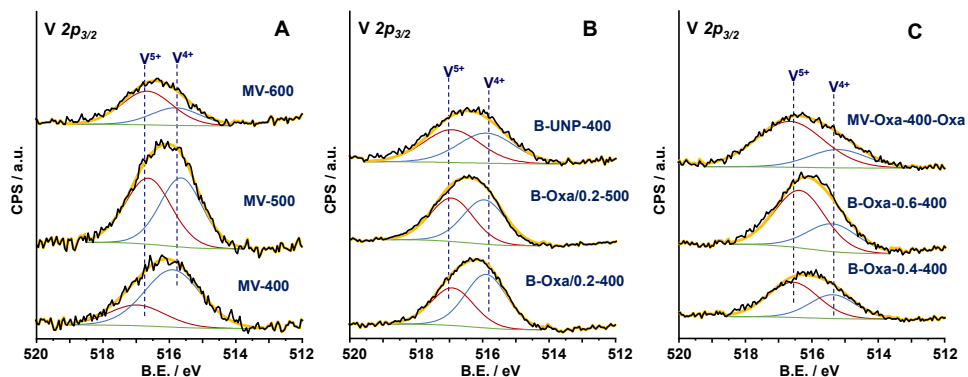 V 2p3/2
A
V5+
V4+
MV-600
MV-500
MV-400
CPS / a.u.
520
518
516
514
512
B.E. / eV
V 2p3/2
B
V5+
V4+
B-UNP-400
B-Oxa/0.2-500
B-Oxa/0.2-400
CPS / a.u.
520
518
516
514
512
B.E. / eV
V 2p3/2
C
V5+
V4+
MV-Oxa-400-Oxa
B-Oxa-0.6-400
B-Oxa-0.4-400
CPS / a.u.
520
518
516
514
512
B.E. / eV